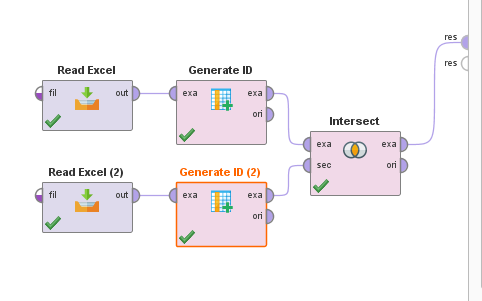 res
res
Read Excel
Generate ID
fil
out
exa
exa
ori
Intersect
exa
exa
sec
ori
Read Excel (2)
Generate ID (2)
fil
out
exa
exa
ori